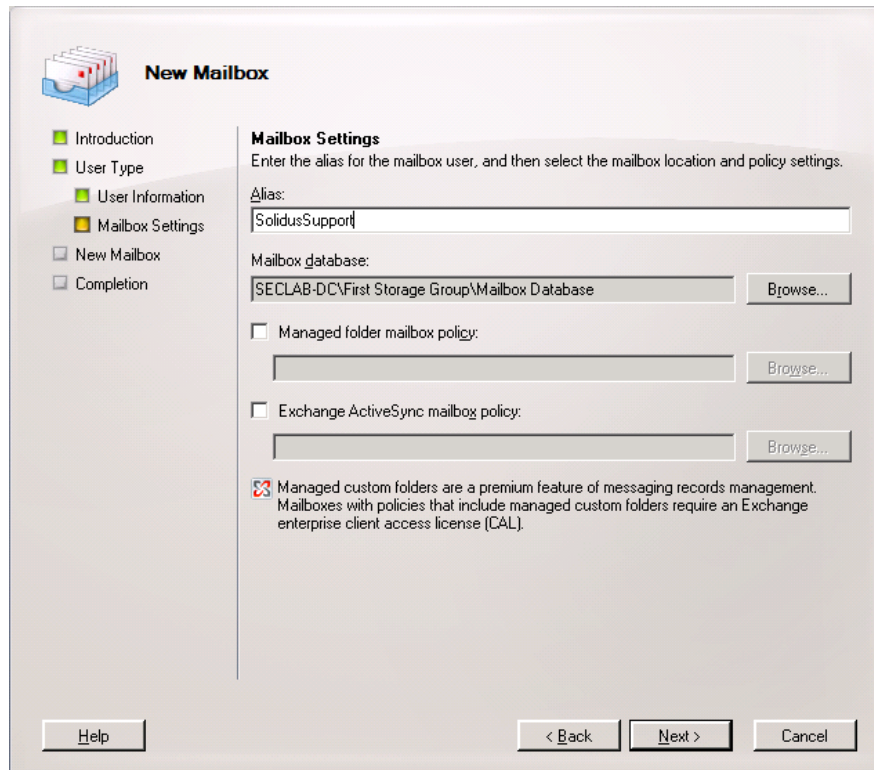 New Mailbox
Introduction
User Type
User Information
Mailbox Settings
New Mailbox
Completion
Mailbox Settings
Enter the alias for the mailbox user, and then select the mailbox location and policy settings.
Alias:
SolidusSupport
Mailbox database:
SECLAB-DC\First Storage Group\Mailbox Database
Browse...
Managed folder mailbox policy:
Browse...
Exchange ActiveSync mailbox policy:
Browse...
Managed custom folders are a premium feature of messaging records management.
Mailboxes with policies that include managed custom folders require an Exchange
enterprise client access license (CAL).
Help
< Back
Next >
Cancel